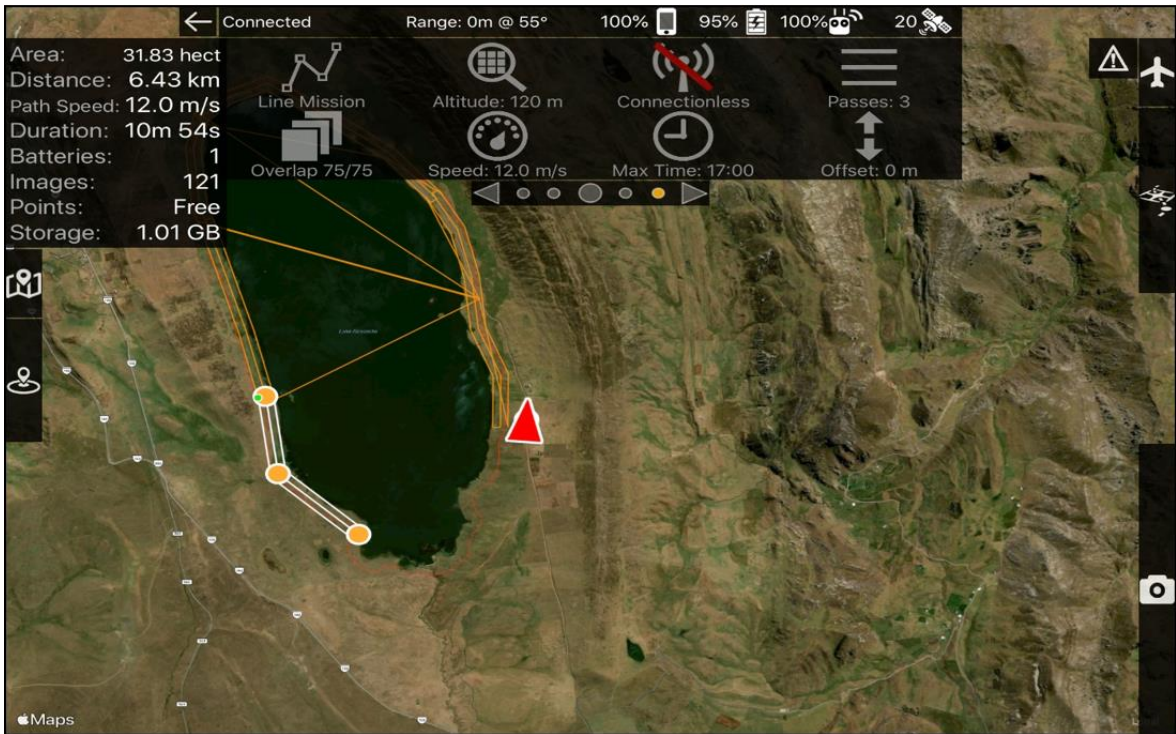 Connected Range: 0m @ 55° 100% 95% 100% 20
Area: 31.83 hect
Distance: 6.43 km
Path Speed: 12.0 m/s
Duration: 10m 54s
Batteries: 1
Images: 121
Points: Free
Storage: 1.01 GB
Line Mission Altitude: 120 m Connectionless Passes: 3
Overlap 75/75 Speed: 12.0 m/s Max Time: 17:00 Offset: 0 m
Maps